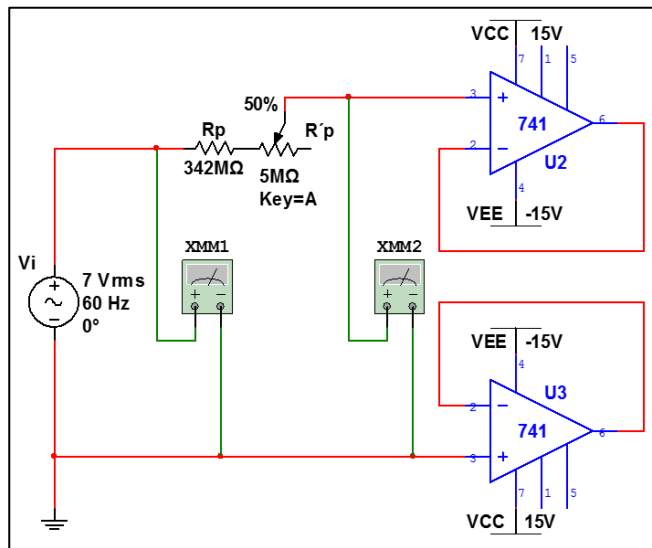 VCC 15V
7 1 5
50%
3 +
Rp R´p
741
6
342MΩ
2 −
U2
5MΩ
Key=A
4
VEE -15V
XMM1 XMM2
Vi
+ − + −
+
7 Vrms
60 Hz
0º
−
VEE -15V
4
U3
2 −
741
6
3 +
7 1 5
VCC 15V